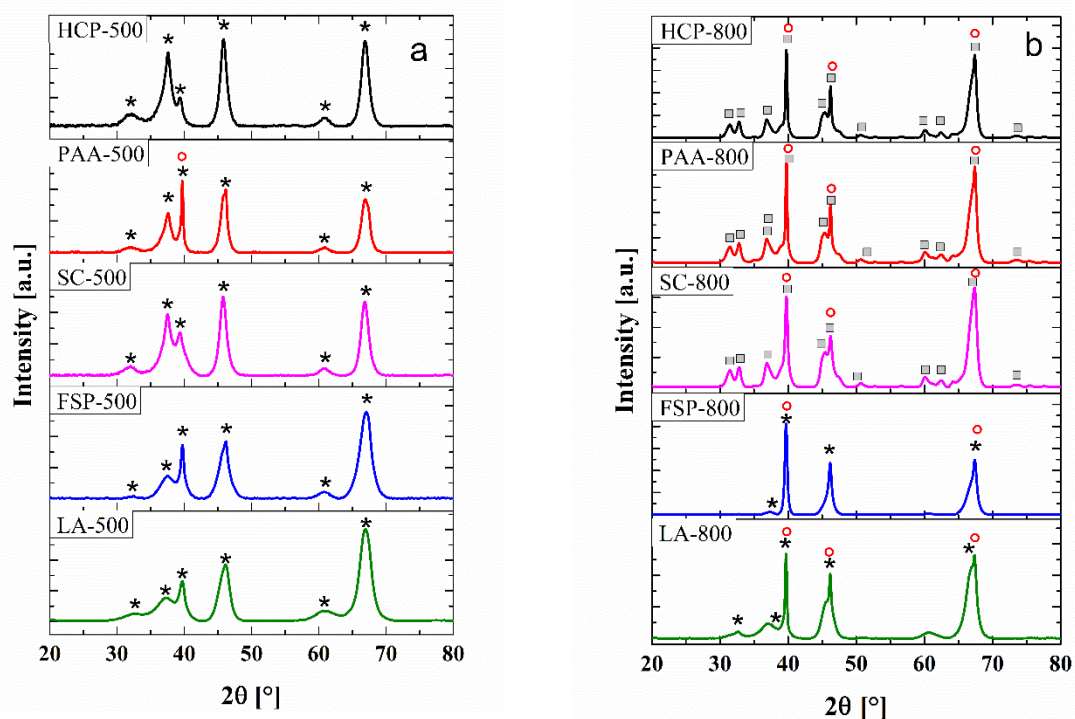 a
HCP-500
PAA-500
SC-500
FSP-500
LA-500
Intensity [a.u.]
20 30 40 50 60 70 80
2θ [°]
b
HCP-800
PAA-800
SC-800
FSP-800
LA-800
Intensity [a.u.]
20 30 40 50 60 70 80
2θ [°]